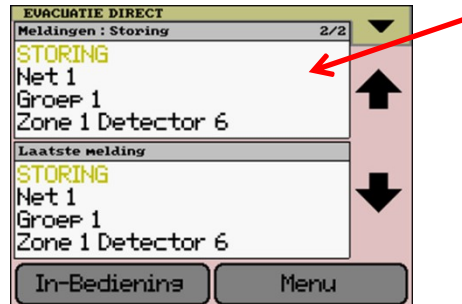 EVACUATIE DIRECT
Meldingen : Storing 2/2
STORING
Net 1
Groep 1
Zone 1 Detector 6
Laatste melding
STORING
Net 1
Groep 1
Zone 1 Detector 6
In-Bediening Menu